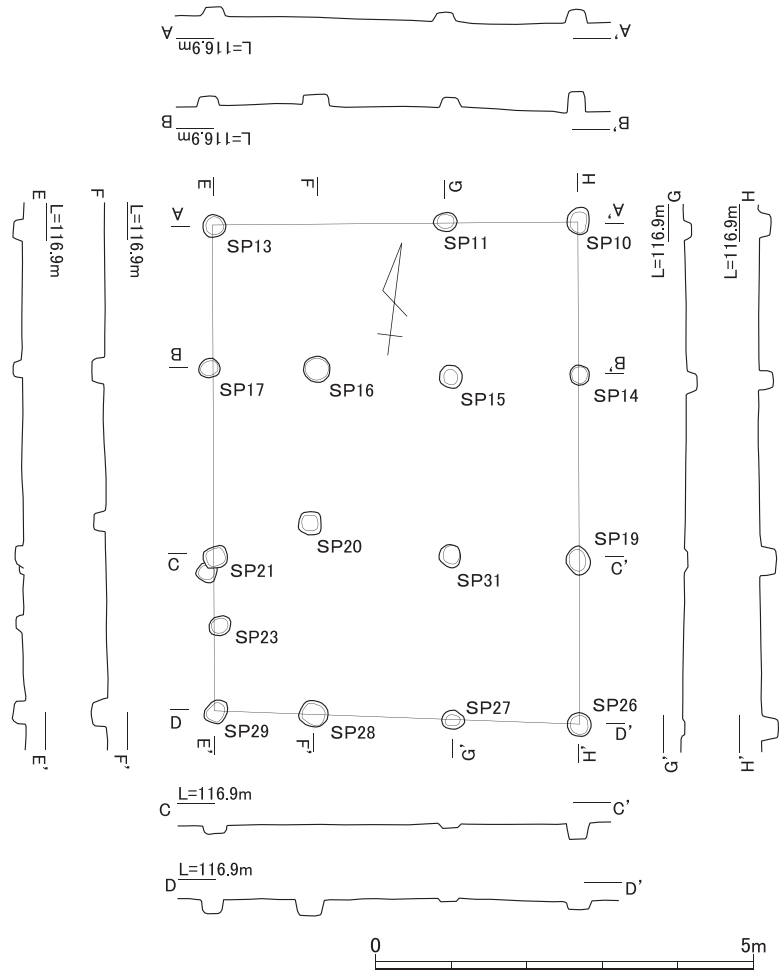 A L=116.9m A'
B L=116.9m B'
E F G H
E L=116.9m
F L=116.9m
G L=116.9m
H L=116.9m
A A'
SP13 SP11 SP10
B B'
SP17 SP16 SP15 SP14
SP20 SP19
C C'
SP21 SP31
SP23
SP27 SP26
D D'
SP29 SP28
E' F' G' H'
E' F' G' H'
C L=116.9m C'
D L=116.9m D'
0 5m